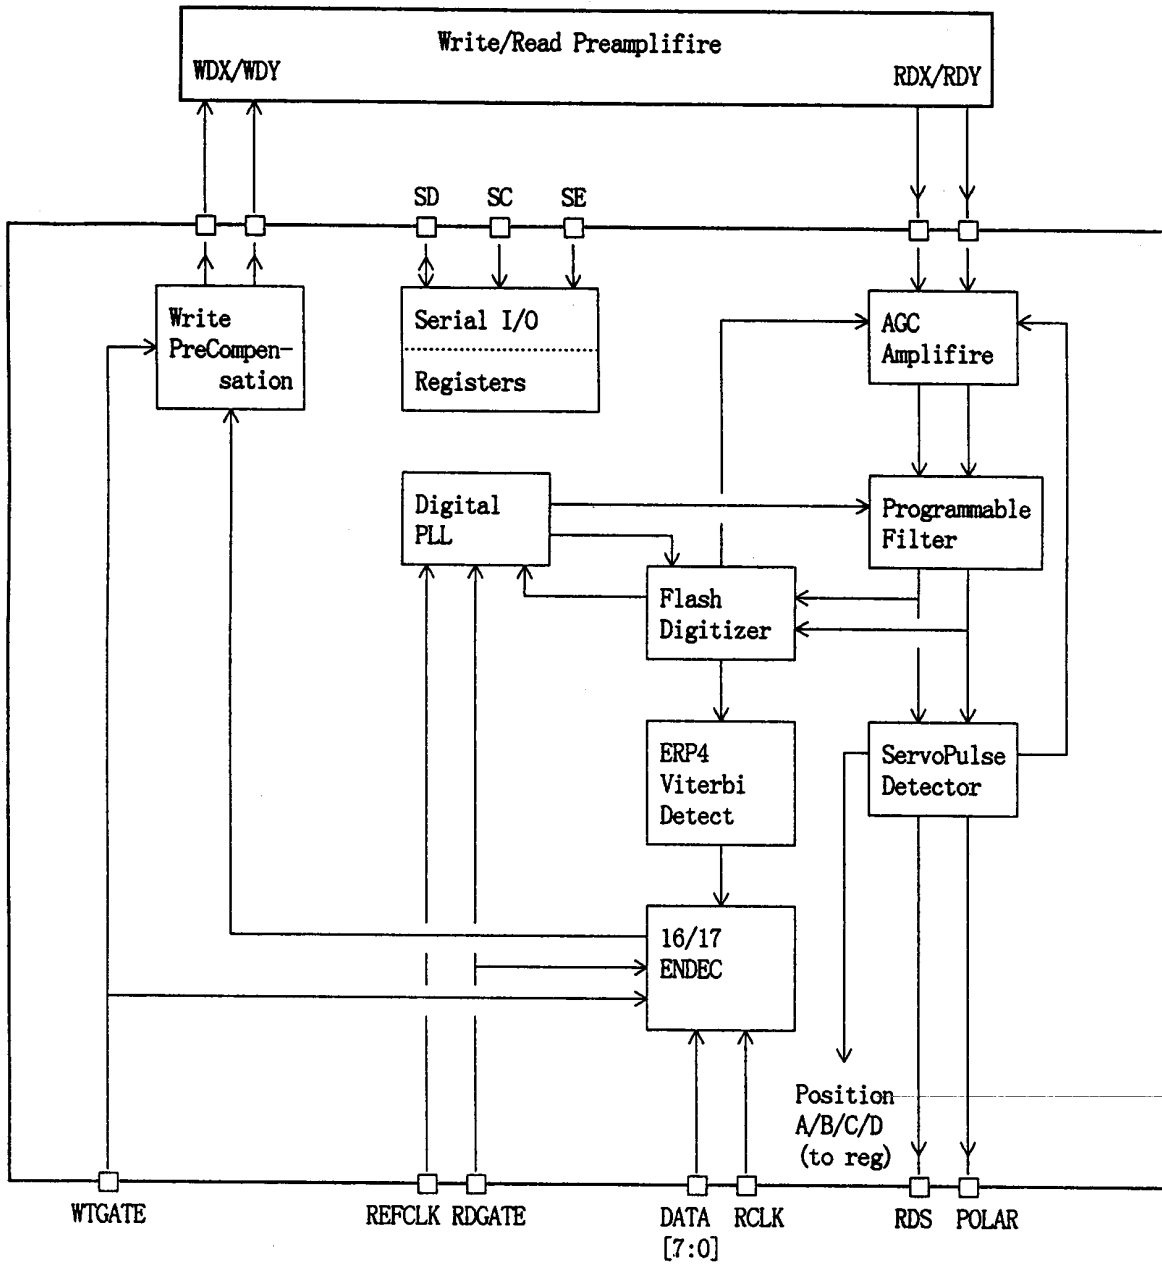 Write/Read Preamplifire
WDX/WDY
RDX/RDY
SD
SC
SE
Write
PreCompen-
sation
Serial I/O
Registers
AGC
Amplifire
Digital
PLL
Programmable
Filter
Flash
Digitizer
ERP4
Viterbi
Detect
ServoPulse
Detector
16/17
ENDEC
Position
A/B/C/D
(to reg)
WTGATE
REFCLK
RDGATE
DATA
[7:0]
RCLK
RDS
POLAR